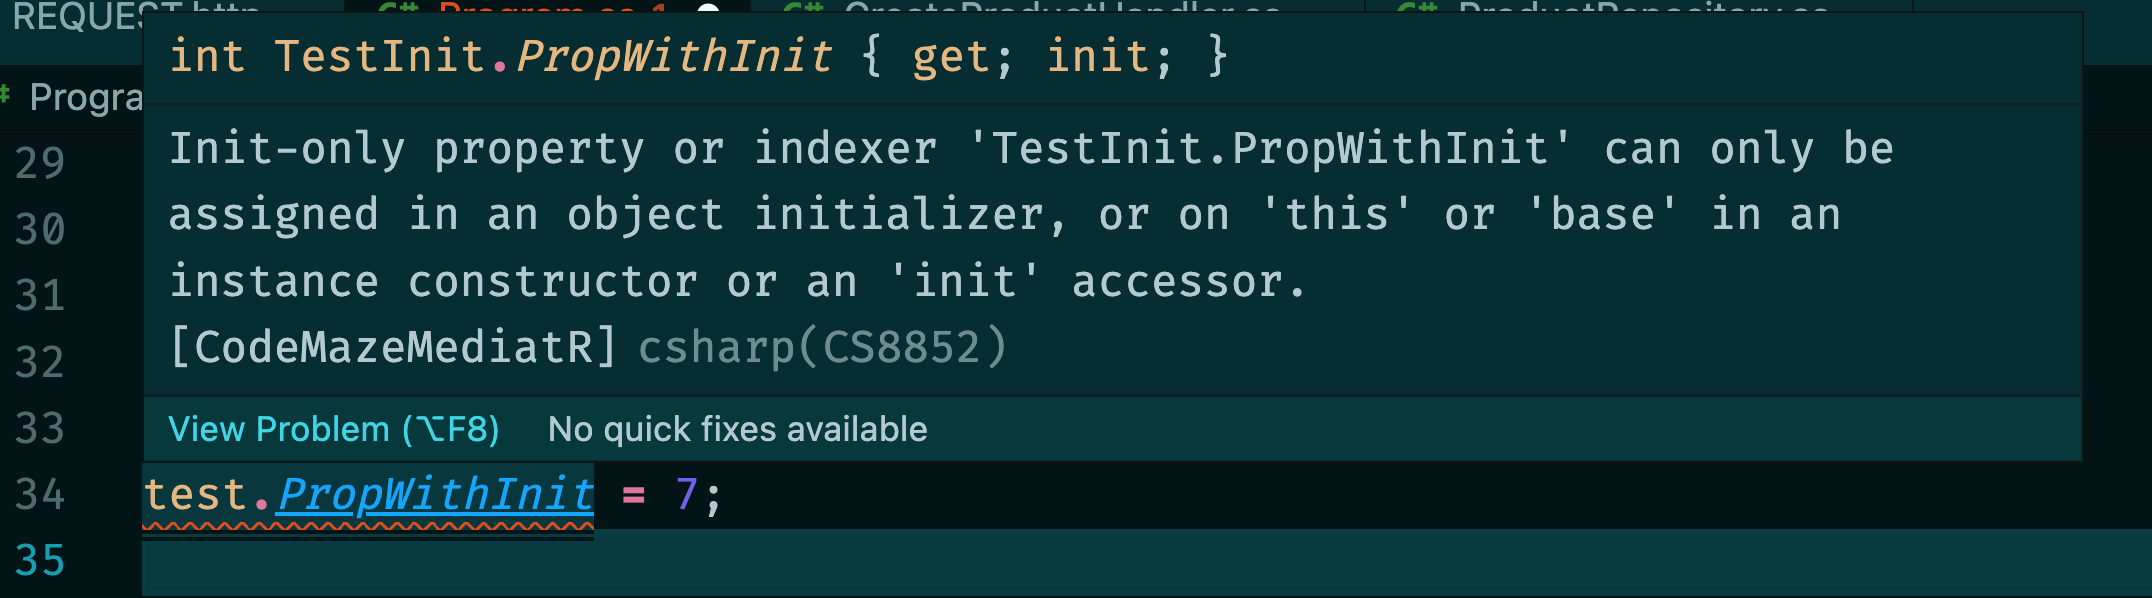 REQUEST.http C# Program.cs 1 C# CreateProductHandler.cs C# ProductRepository.cs
int TestInit.PropWithInit { get; init; }
Progra
Init-only property or indexer 'TestInit.PropWithInit' can only be
assigned in an object initializer, or on 'this' or 'base' in an
instance constructor or an 'init' accessor.
[CodeMazeMediatR] csharp(CS8852)
View Problem (⌥F8) No quick fixes available
29
30
31
32
33
34 test.PropWithInit = 7;
35